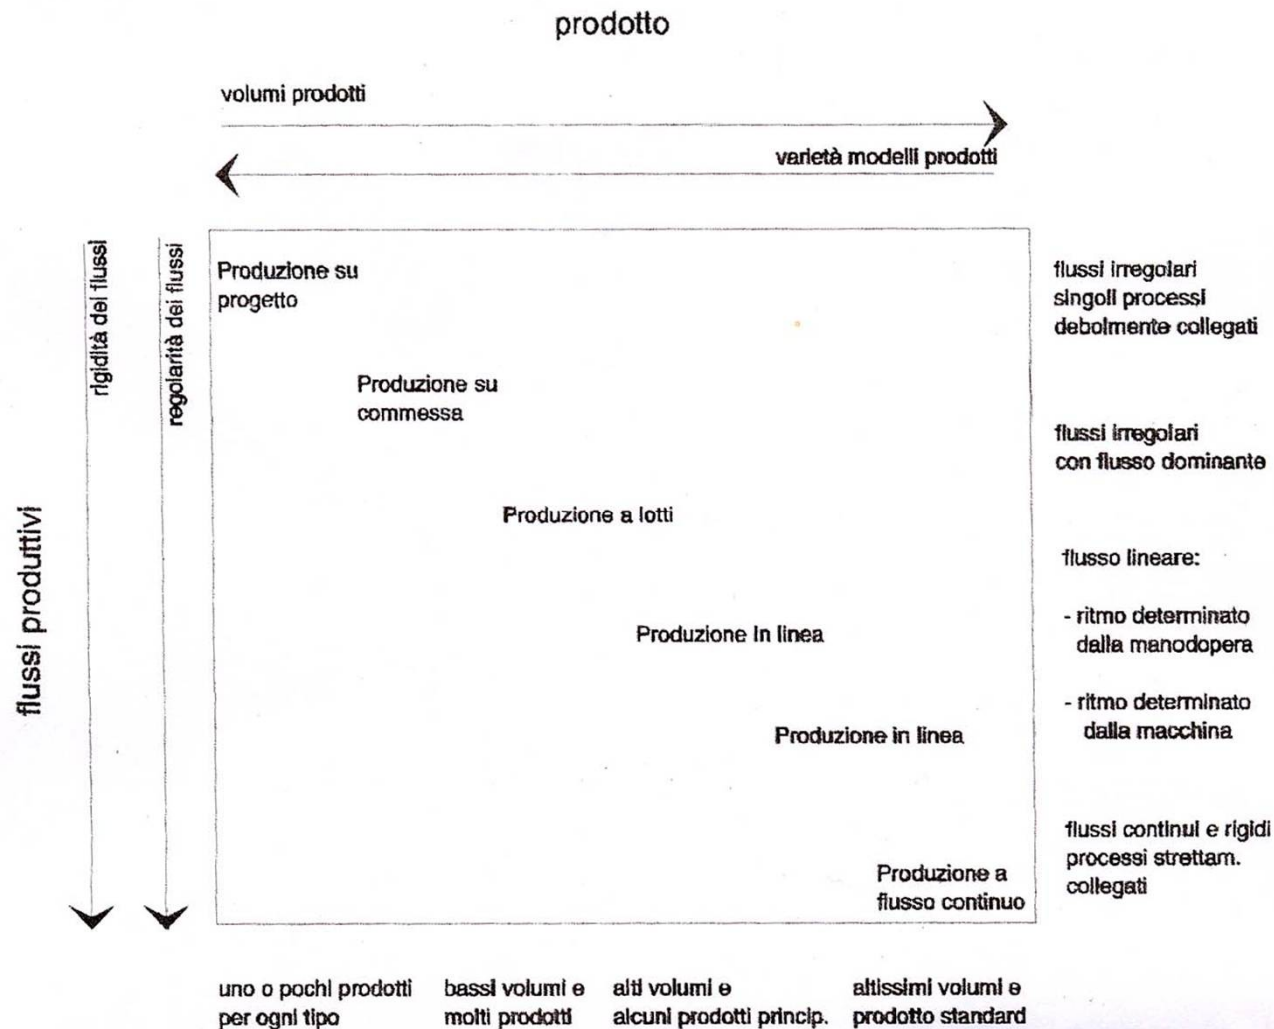 prodotto
volumi prodotti
varietà modelli prodotti
rigidità dei flussi
regolarità dei flussi
flussi produttivi
Produzione su
progetto
Produzione su
commessa
Produzione a lotti
Produzione in linea
Produzione in linea
Produzione a
flusso continuo
flussi irregolari
singoli processi
debolmente collegati
flussi irregolari
con flusso dominante
flusso lineare:
- ritmo determinato
dalla manodopera
- ritmo determinato
dalla macchina
flussi continui e rigidi
processi strettam.
collegati
uno o pochi prodotti
per ogni tipo
bassi volumi e
molti prodotti
alti volumi e
alcuni prodotti princip.
altissimi volumi e
prodotto standard